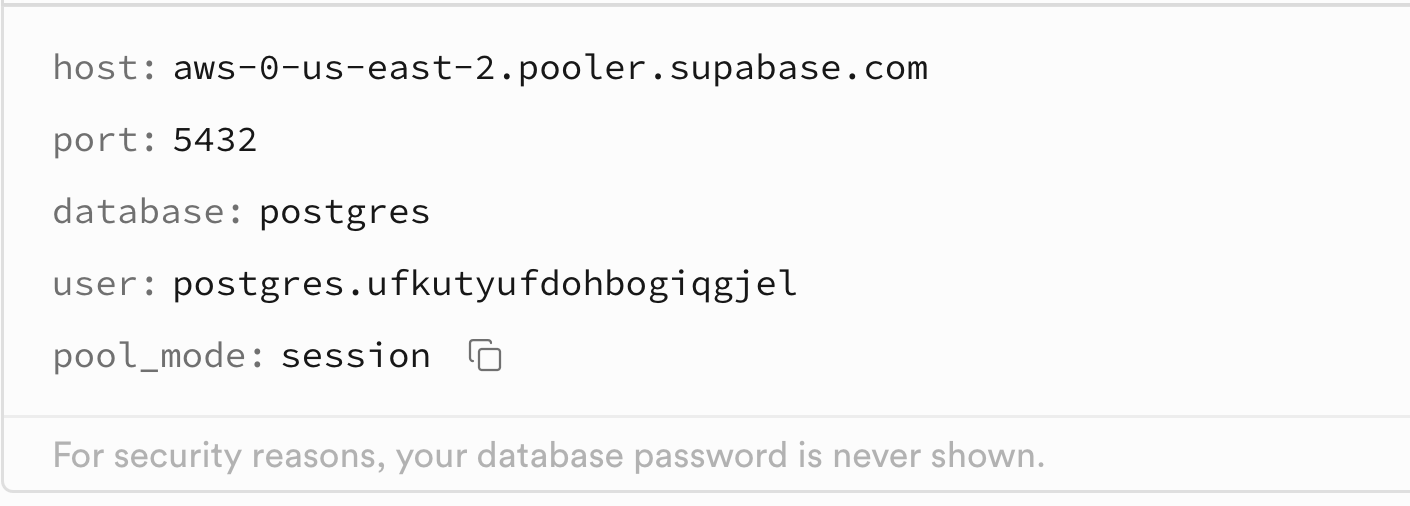 host: aws-0-us-east-2.pooler.supabase.com
port: 5432
database: postgres
user: postgres.ufkutyufdohbogiqgjel
pool_mode: session
For security reasons, your database password is never shown.